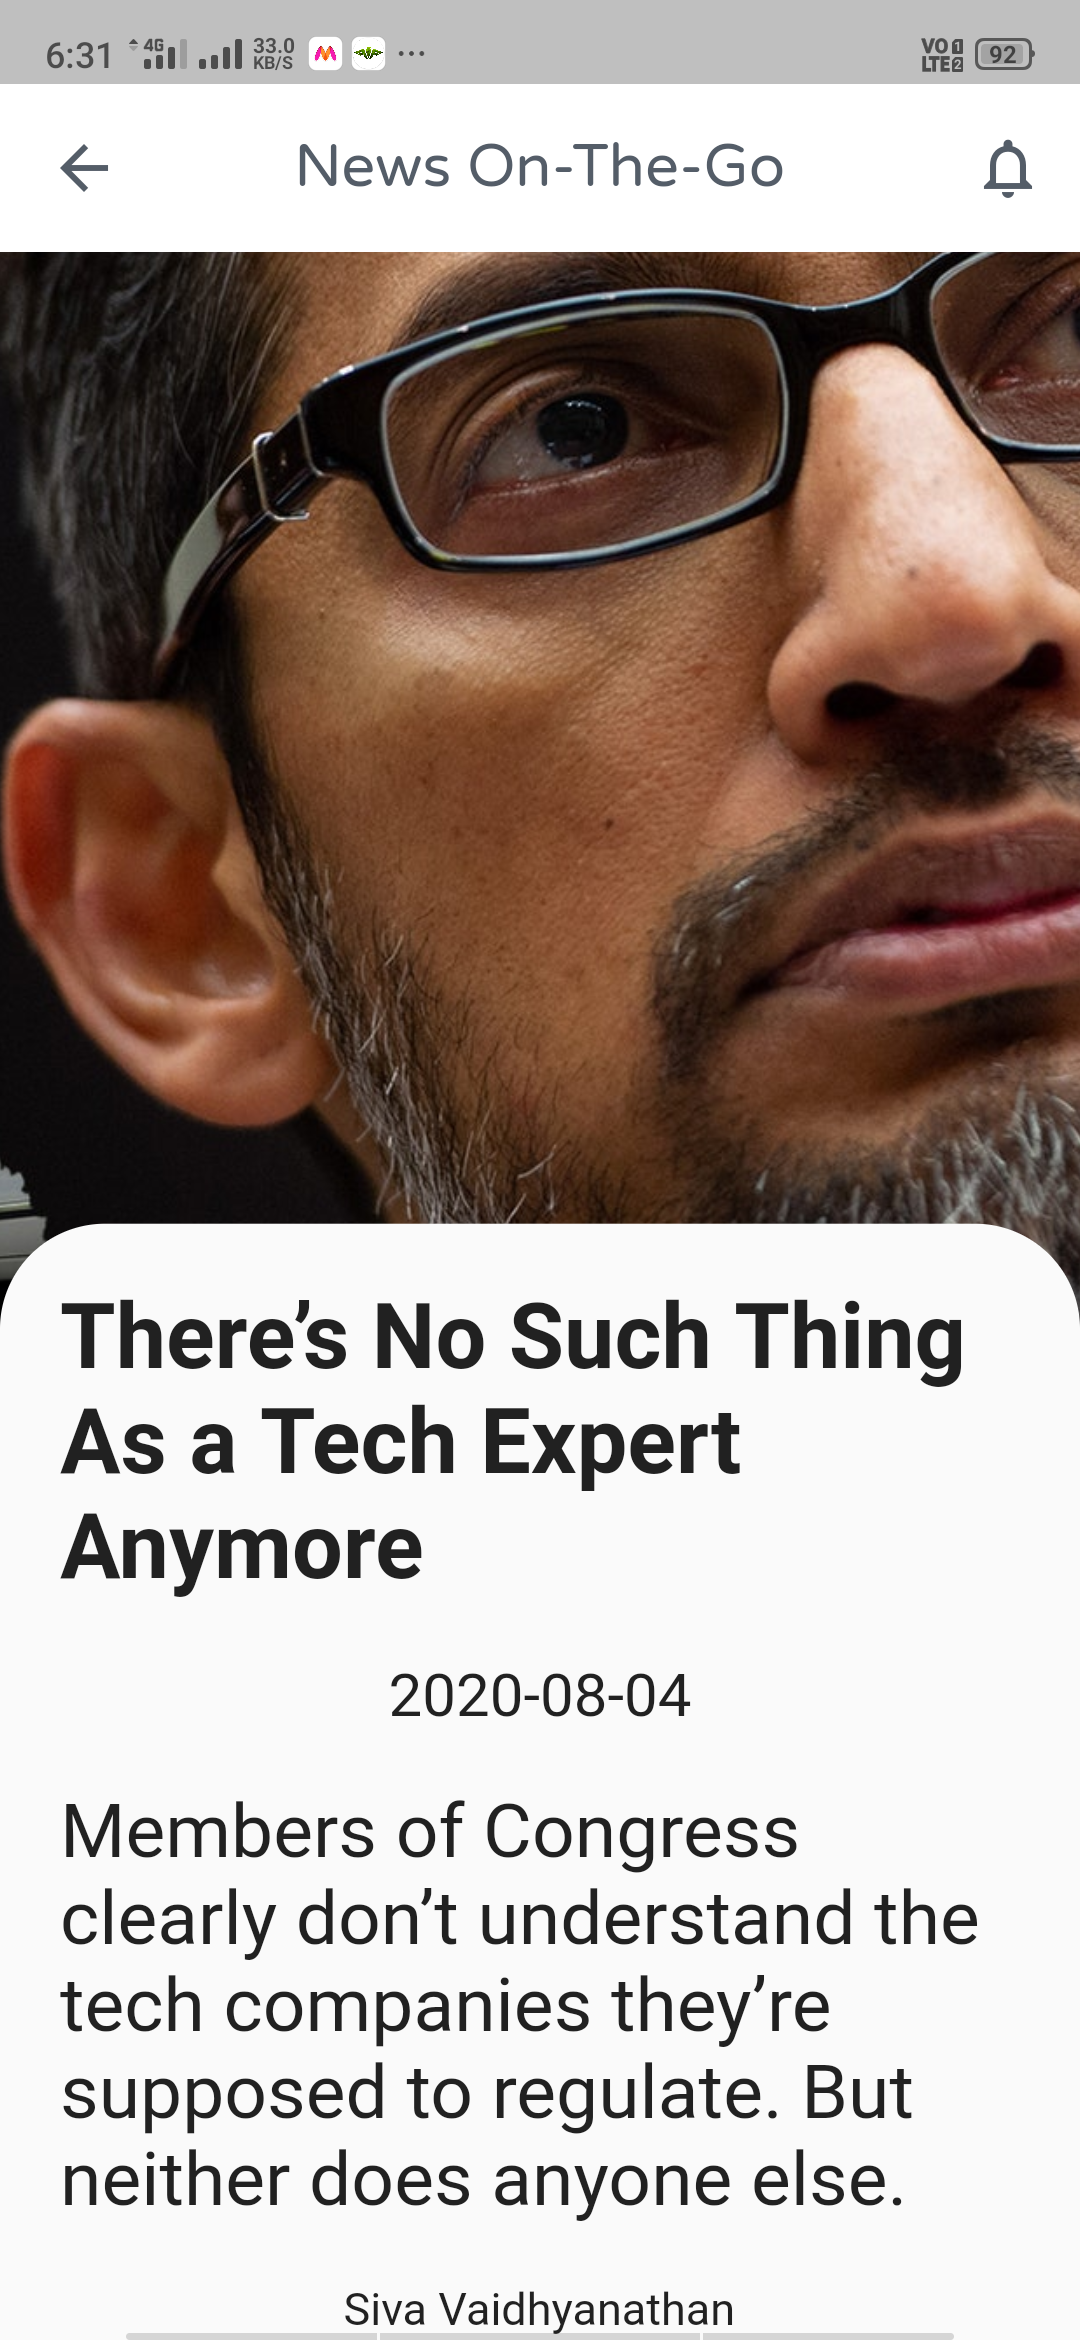 6:31 4G 33.0 KB/S VO 1 LTE 2 92
News On-The-Go
There’s No Such Thing
As a Tech Expert
Anymore
2020-08-04
Members of Congress
clearly don’t understand the
tech companies they’re
supposed to regulate. But
neither does anyone else.
Siva Vaidhyanathan